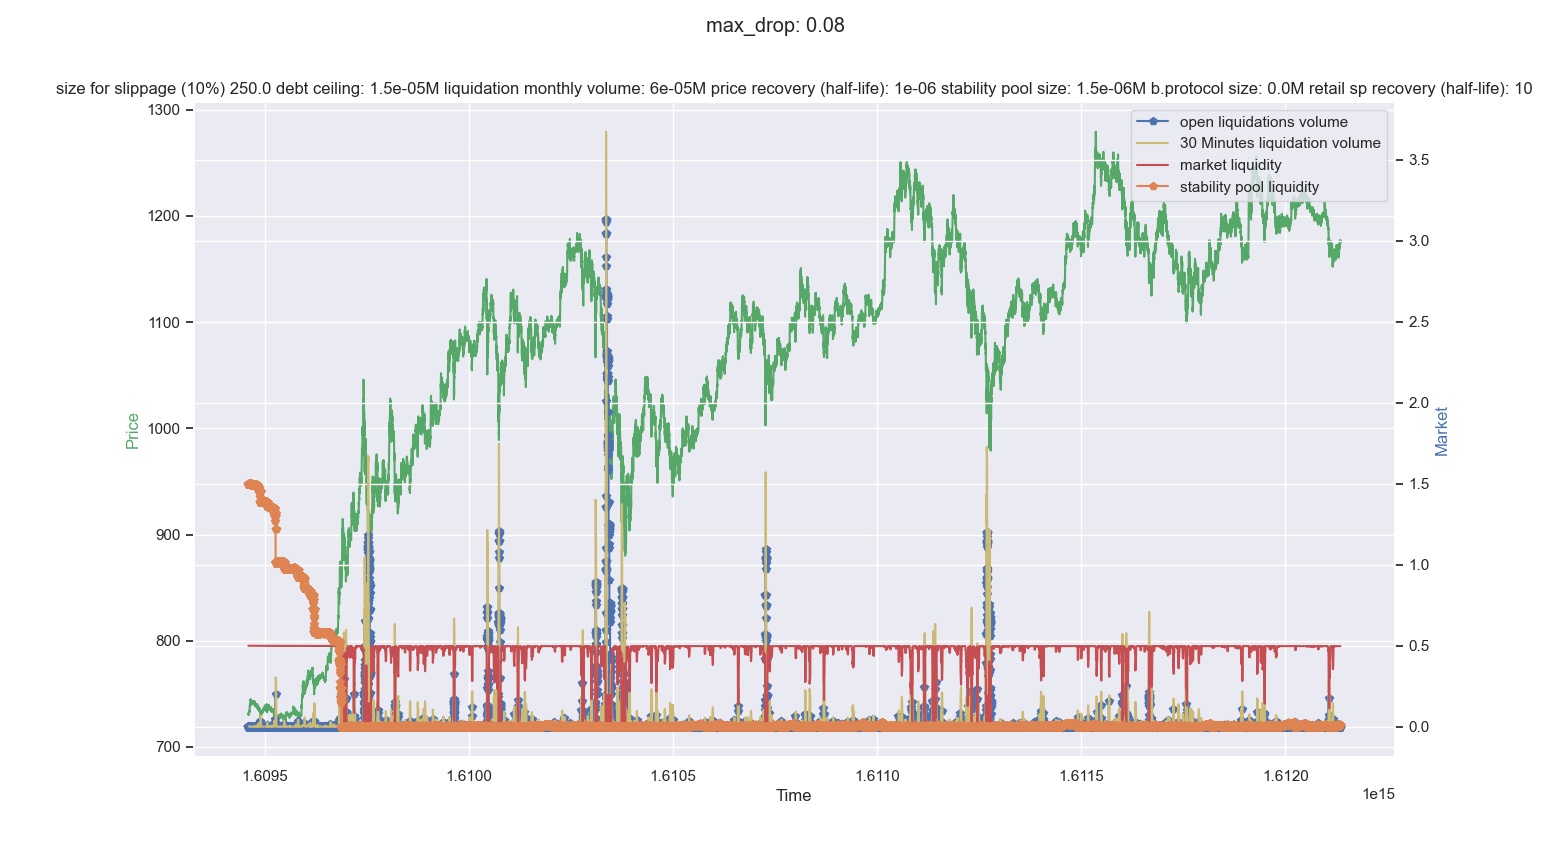 max_drop: 0.08
size for slippage (10%) 250.0 debt ceiling: 1.5e-05M liquidation monthly volume: 6e-05M price recovery (half-life): 1e-06 stability pool size: 1.5e-06M b.protocol size: 0.0M retail sp recovery (half-life): 10
open liquidations volume
30 Minutes liquidation volume
market liquidity
stability pool liquidity
1300
1200
1100
1000
900
800
700
Price
3.5
3.0
2.5
2.0
1.5
1.0
0.5
0.0
Market
1.6095 1.6100 1.6105 1.6110 1.6115 1.6120
Time
1e15